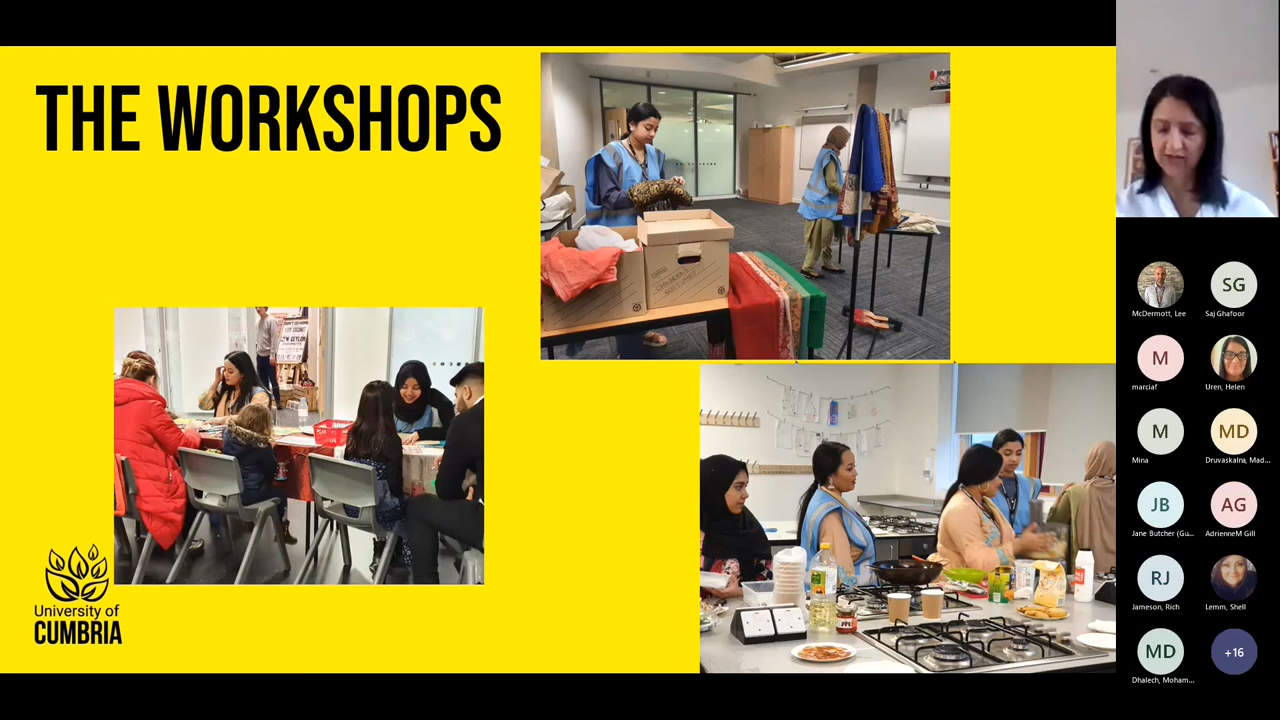 THE WORKSHOPS
University of
CUMBRIA
McDermott, Lee
SG
Saj Ghafoor
M
marciaf
Uren, Helen
M
Mina
MD
Druvaskalna, Mad...
JB
Jane Butcher (Gu...
AG
AdrienneM Gill
RJ
Jameson, Rich
Lemm, Shell
MD
Dhalech, Moham...
+16